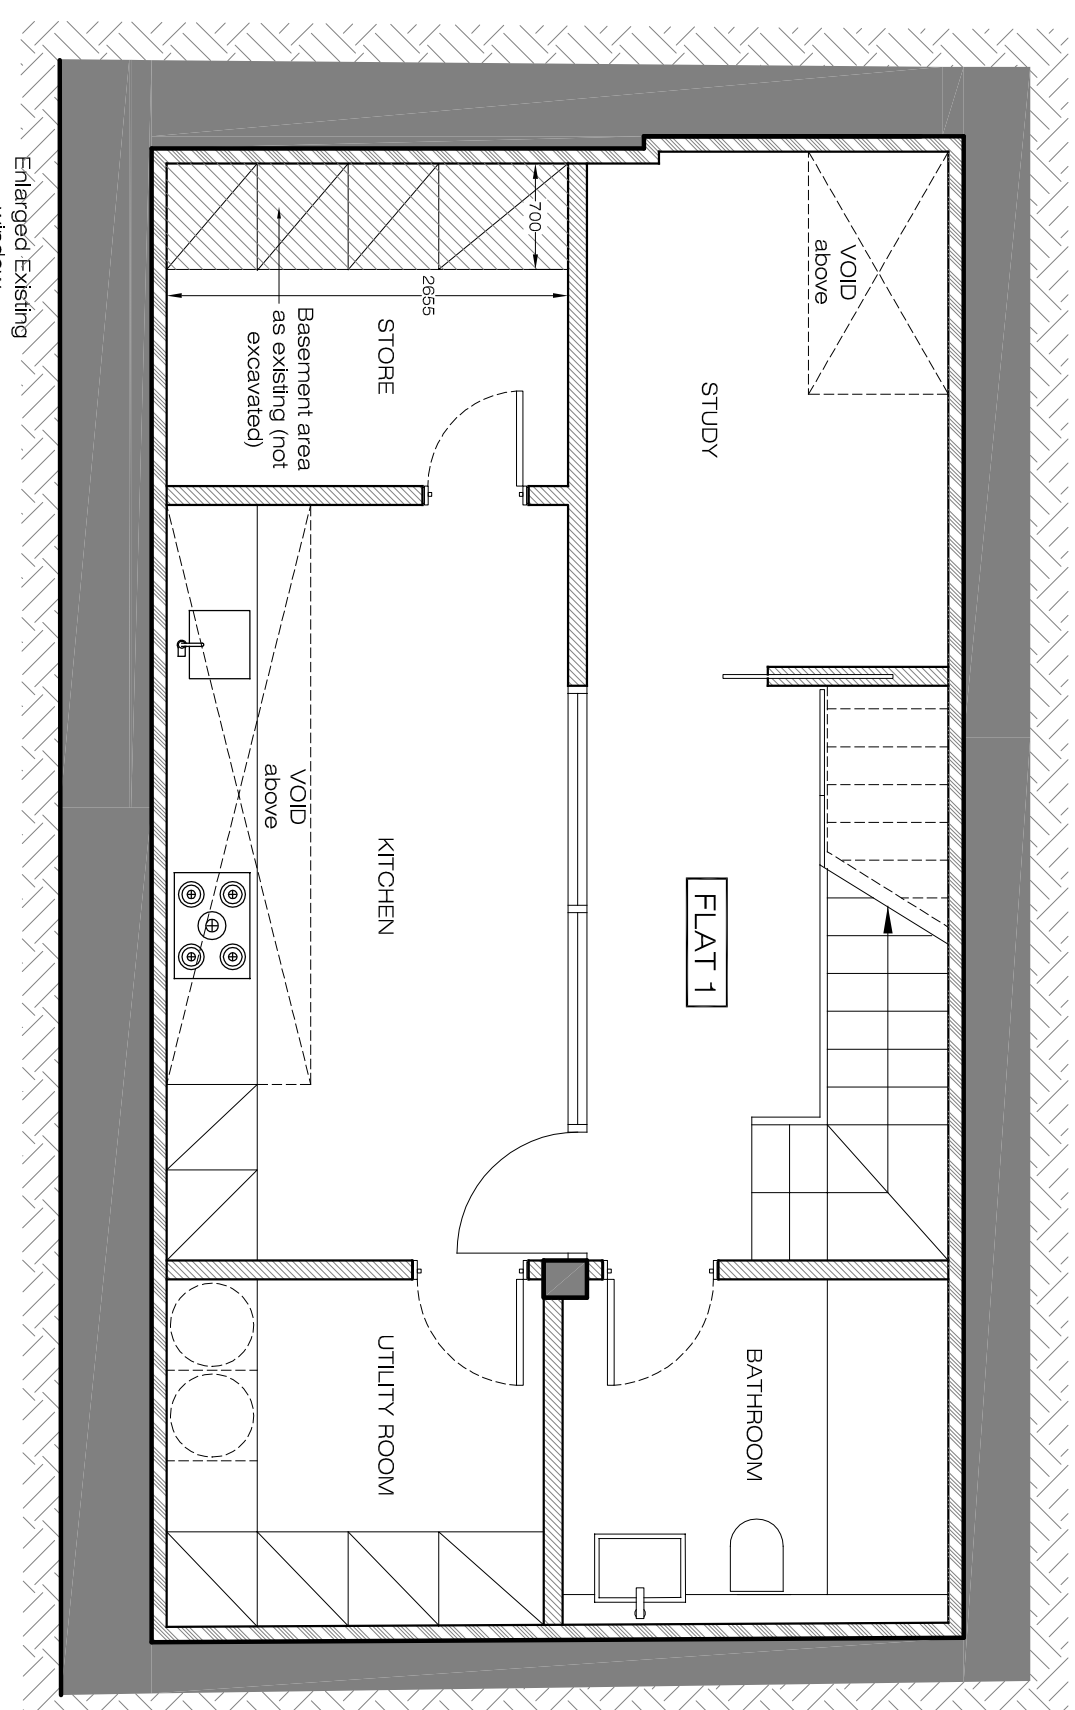 Enlarged Existing
window
VOID
above
STUDY
700
2655
STORE
Basement area
as existing (not
excavated)
VOID
above
KITCHEN
FLAT 1
BATHROOM
UTILITY ROOM